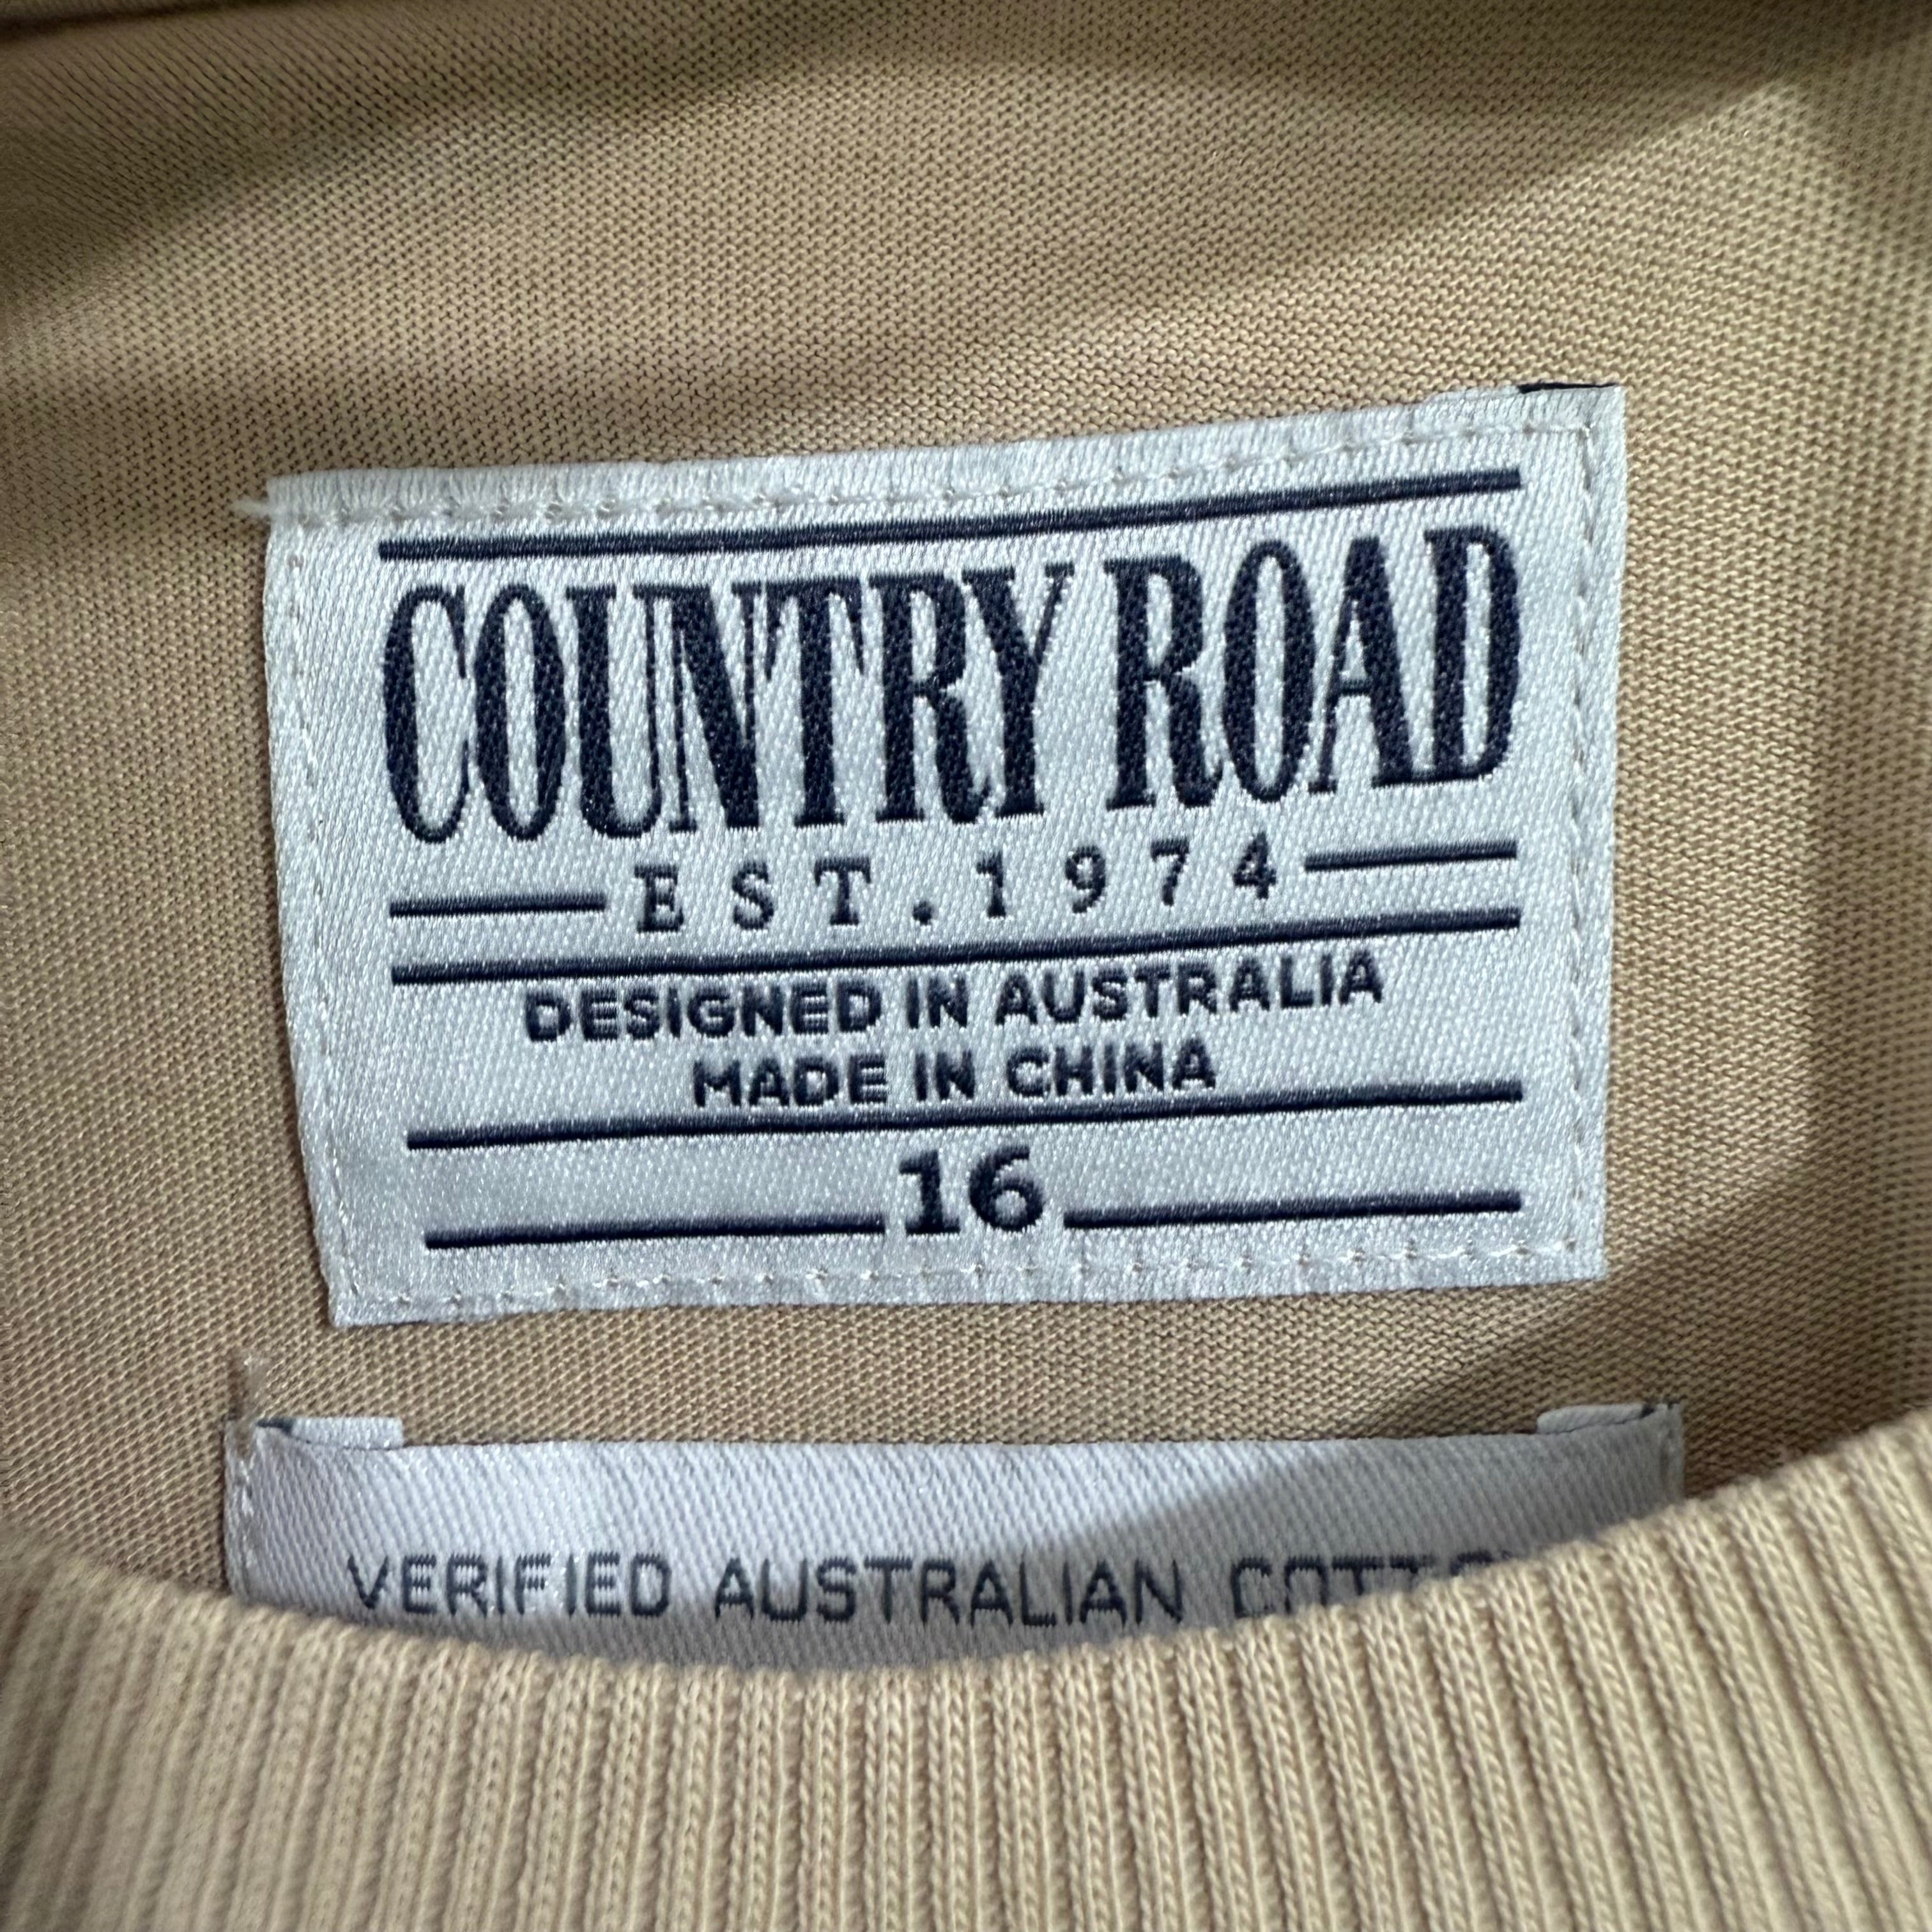 COUNTRY ROAD
EST.1974
DESIGNED IN AUSTRALIA
MADE IN CHINA
16
VERIFIED AUSTRALIAN